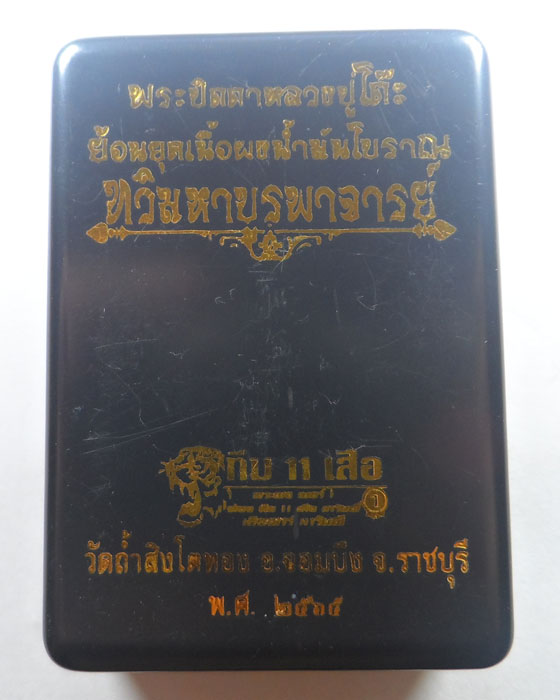 พระปิดตาหลวงปู่โต๊ะ
ย้อนยุคเนื้อผงน้ำมันโบราณ
ทวิมหาบูรพาจารย์
ทีม 11 เสือ
วัดถ้ำสิงโตทอง อ.จอมบึง จ.ราชบุรี
พ.ศ. ๒๕๖๕